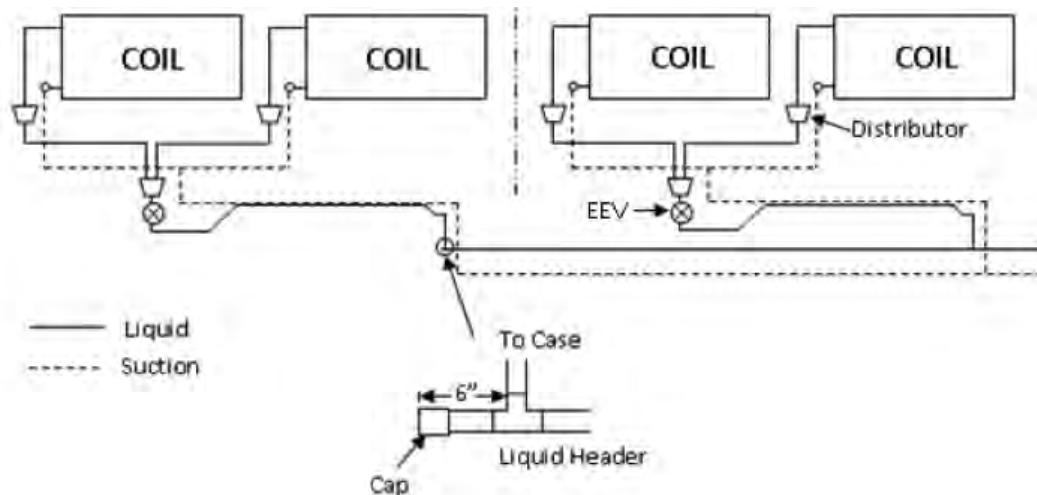 COIL
COIL
COIL
COIL
Distributor
EEV
Liquid
Suction
To Case
6”
Liquid Header
Cap